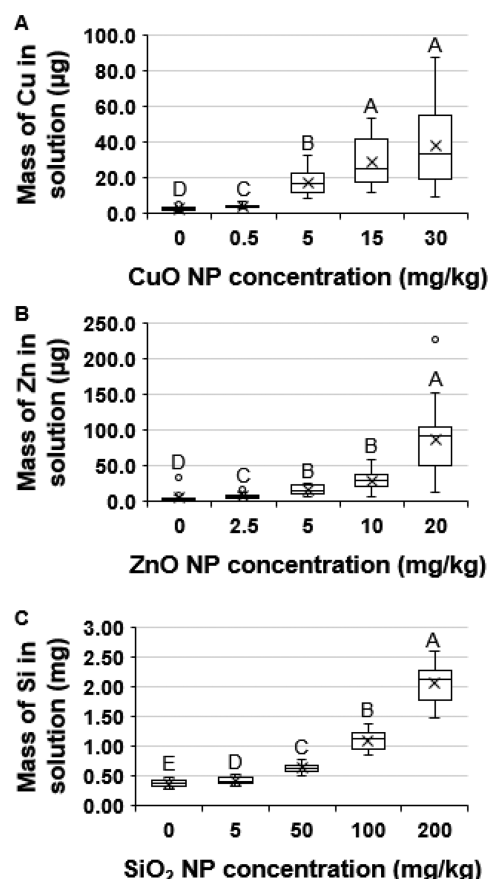 A
Mass of Cu in
solution (µg)
100.0
80.0
60.0
40.0
20.0
0.0
D
C
B
A
A
0 0.5 5 15 30
CuO NP concentration (mg/kg)
B
Mass of Zn in
solution (µg)
250.0
200.0
150.0
100.0
50.0
0.0
D
C
B
B
A
0 2.5 5 10 20
ZnO NP concentration (mg/kg)
C
Mass of Si in
solution (mg)
3.00
2.50
2.00
1.50
1.00
0.50
0.00
E
D
C
B
A
0 5 50 100 200
SiO₂ NP concentration (mg/kg)